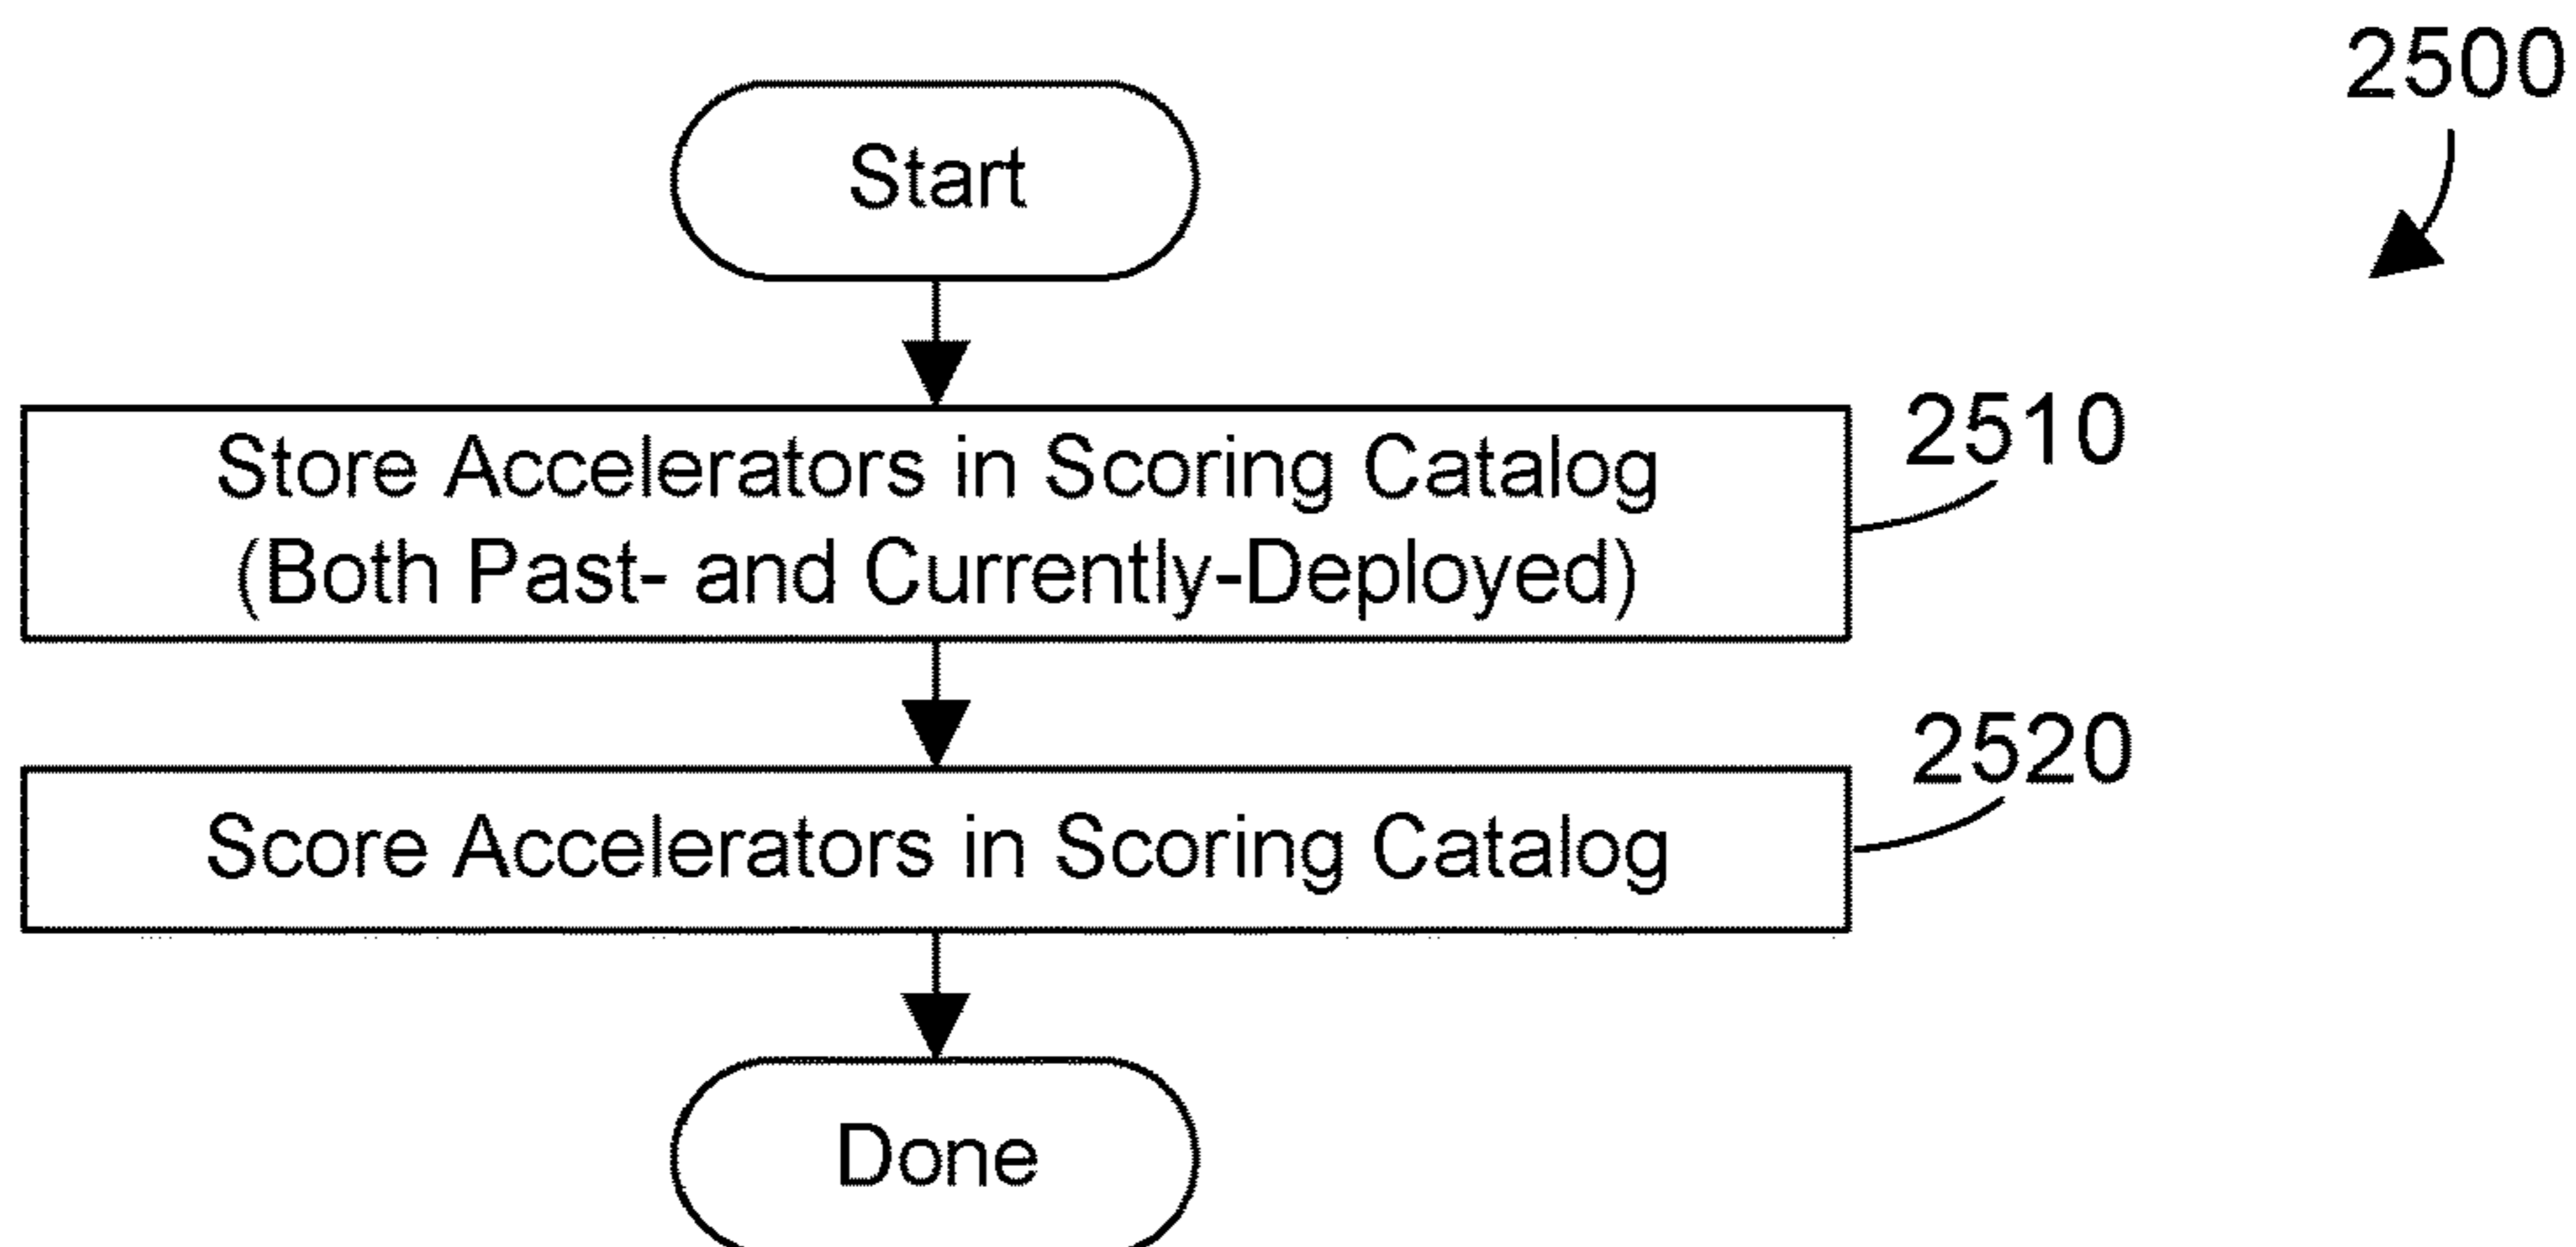 2500
Start
Store Accelerators in Scoring Catalog
(Both Past- and Currently-Deployed)
2510
Score Accelerators in Scoring Catalog
2520
Done